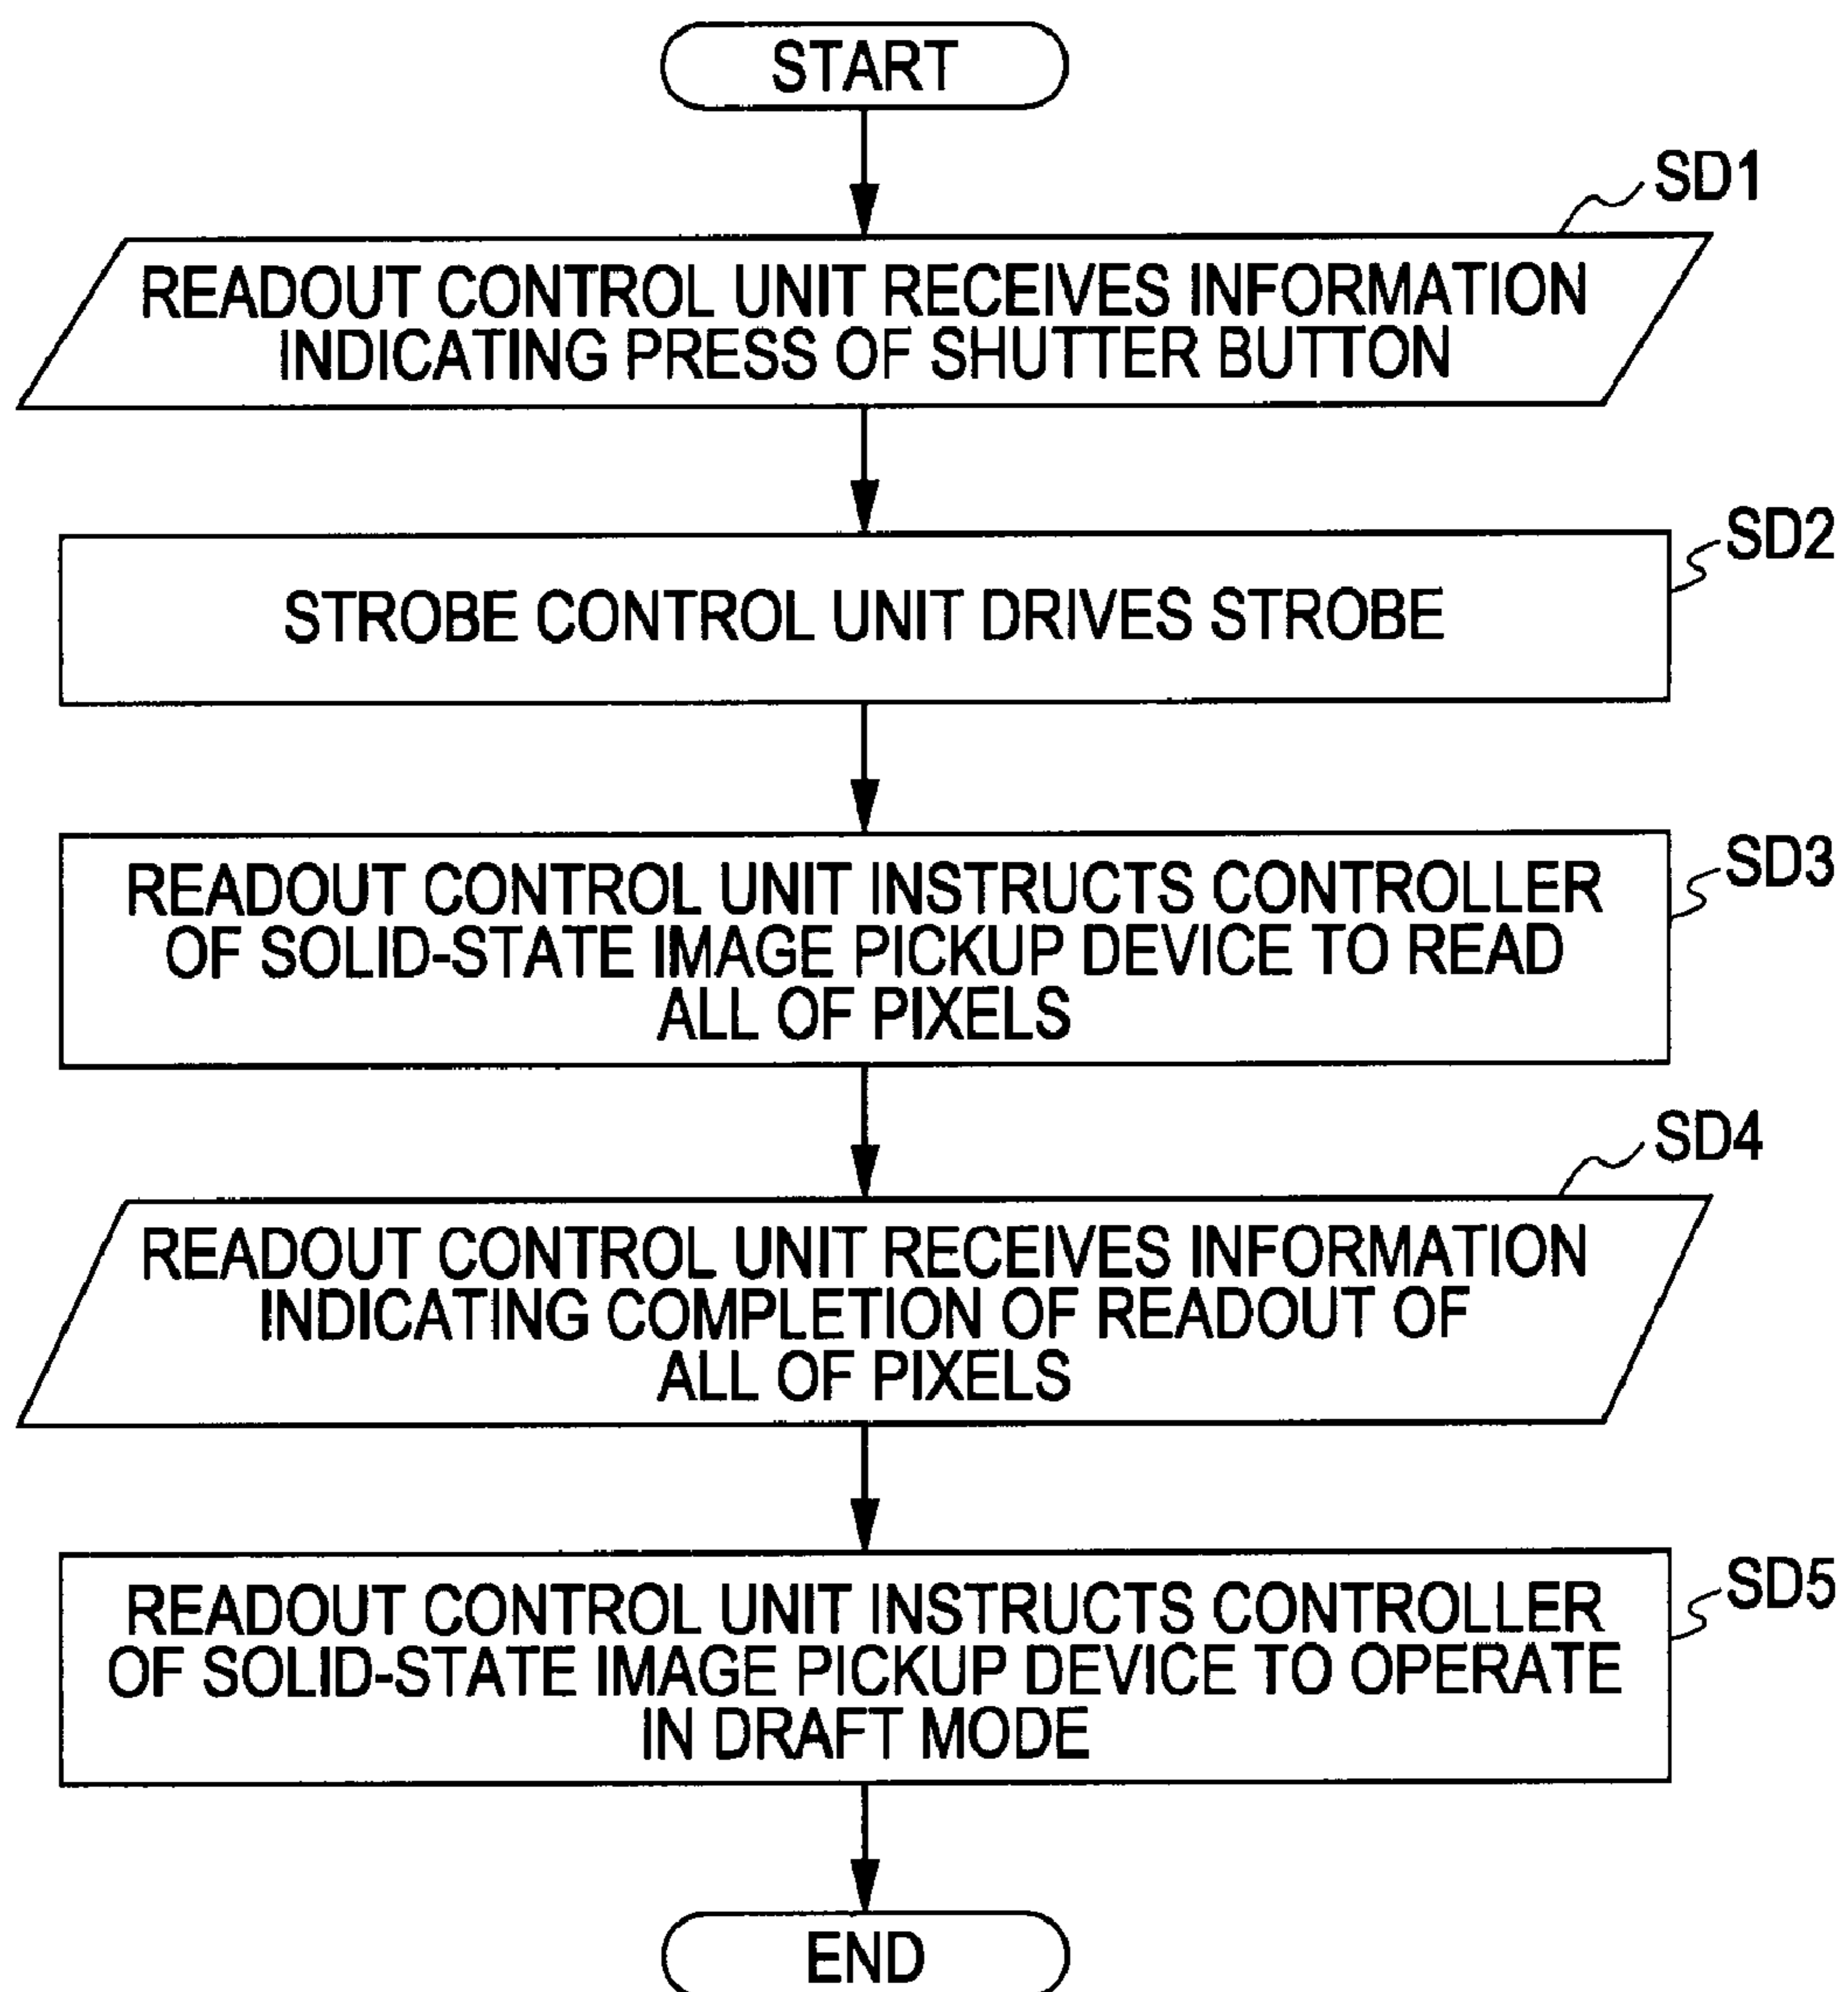 START
SD1
READOUT CONTROL UNIT RECEIVES INFORMATION
INDICATING PRESS OF SHUTTER BUTTON
SD2
STROBE CONTROL UNIT DRIVES STROBE
SD3
READOUT CONTROL UNIT INSTRUCTS CONTROLLER
OF SOLID-STATE IMAGE PICKUP DEVICE TO READ
ALL OF PIXELS
SD4
READOUT CONTROL UNIT RECEIVES INFORMATION
INDICATING COMPLETION OF READOUT OF
ALL OF PIXELS
SD5
READOUT CONTROL UNIT INSTRUCTS CONTROLLER
OF SOLID-STATE IMAGE PICKUP DEVICE TO OPERATE
IN DRAFT MODE
END